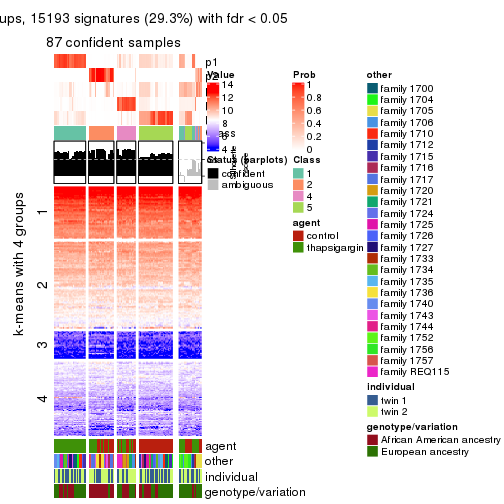 ups, 15193 signatures (29.3%) with fdr < 0.05
87 confident samples
p1
p2
Value
14
12
10
8
6
4
Prob
1
0.8
0.6
0.4
0.2
0
Status (barplots)
confident
ambiguous
Class
1
2
4
5
agent
control
thapsigargin
other
family 1700
family 1704
family 1705
family 1706
family 1710
family 1712
family 1715
family 1716
family 1717
family 1720
family 1721
family 1724
family 1725
family 1726
family 1727
family 1733
family 1734
family 1735
family 1736
family 1740
family 1743
family 1744
family 1752
family 1756
family 1757
family REQ115
individual
twin 1
twin 2
genotype/variation
African American ancestry
European ancestry
k-means with 4 groups
1
2
3
4
agent
other
individual
genotype/variation